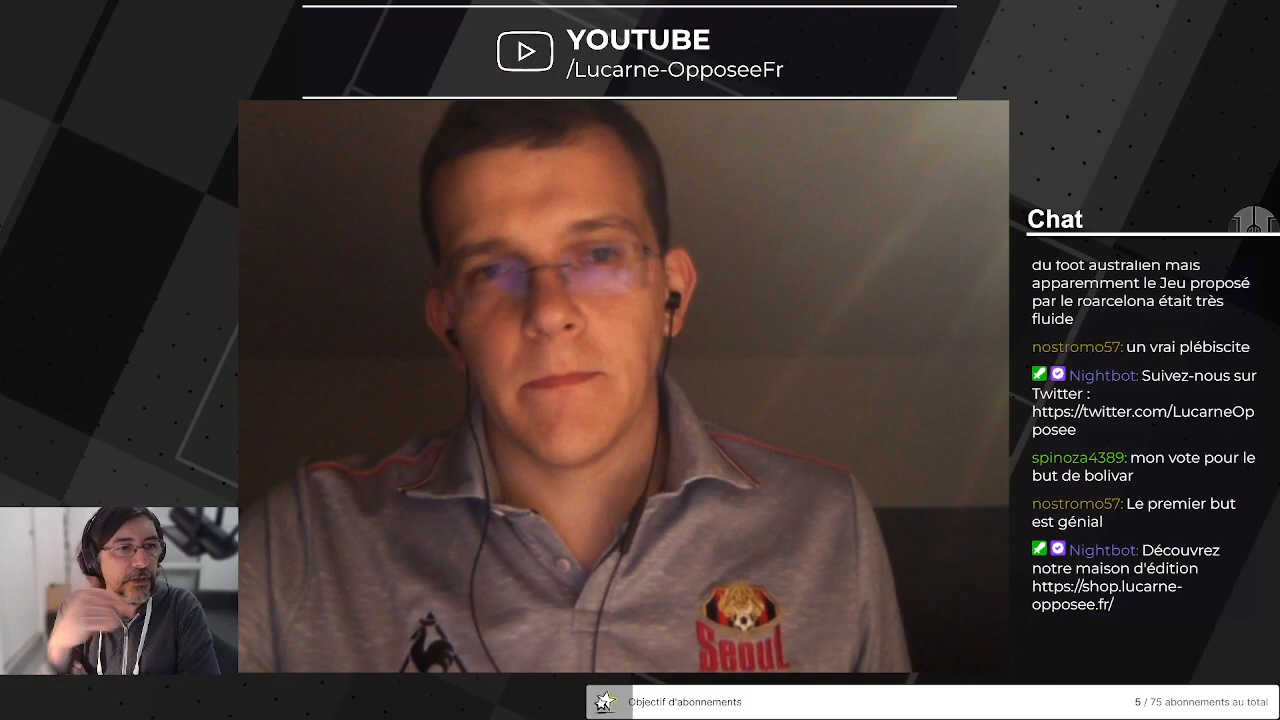 YOUTUBE
/Lucarne-OpposeeFr
Chat
du foot australien mais
apparemment le Jeu proposé
par le roarcelona était très
fluide
nostromo57: un vrai plébiscite
Nightbot: Suivez-nous sur
Twitter :
https://twitter.com/LucarneOp
posee
spinoza4389: mon vote pour le
but de bolivar
nostromo57: Le premier but
est génial
Nightbot: Découvrez
notre maison d'édition
https://shop.lucarne-
opposee.fr/
Seoul
Objectif d'abonnements
5 / 75 abonnements au total